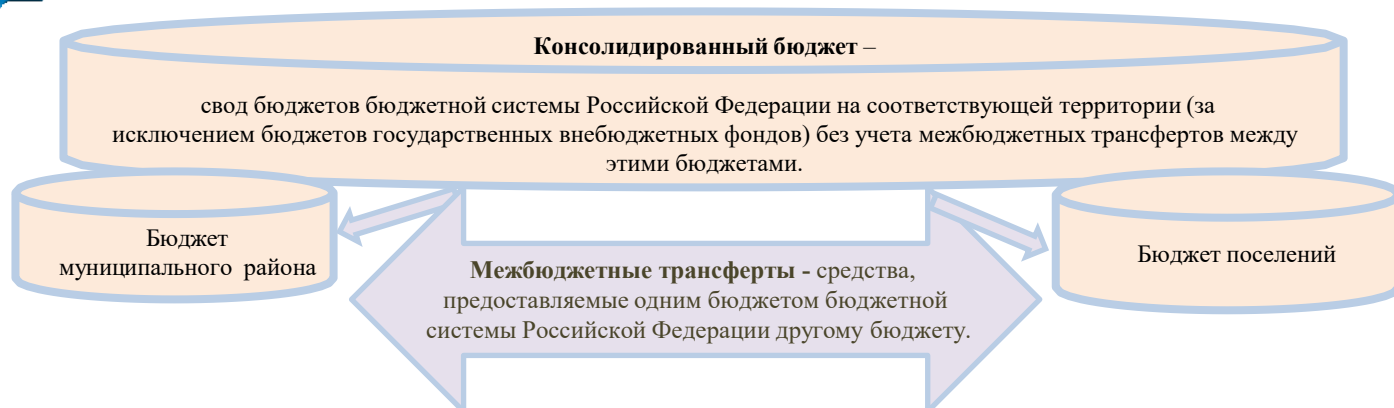 Консолидированный бюджет –
свод бюджетов бюджетной системы Российской Федерации на соответствующей территории (за
исключением бюджетов государственных внебюджетных фондов) без учета межбюджетных трансфертов между
этими бюджетами.
Бюджет
муниципального района
Межбюджетные трансферты - средства,
предоставляемые одним бюджетом бюджетной
системы Российской Федерации другому бюджету.
Бюджет поселений